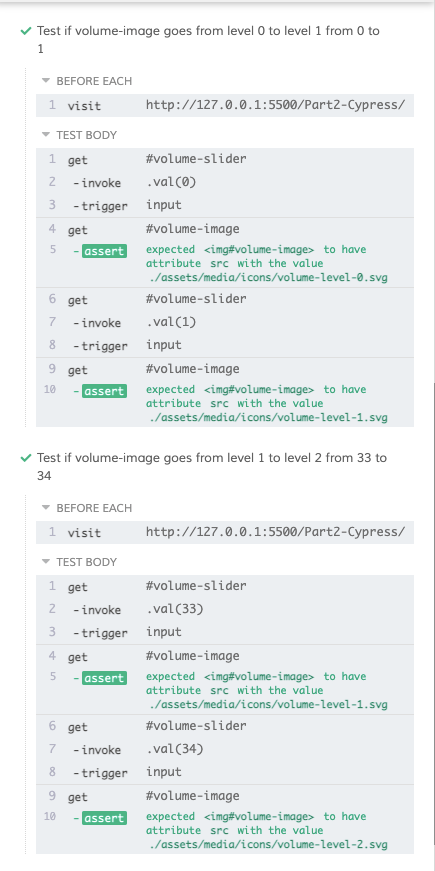 Test if volume-image goes from level 0 to level 1 from 0 to
1
BEFORE EACH
1 visit http://127.0.0.1:5500/Part2-Cypress/
TEST BODY
1 get #volume-slider
2 -invoke .val(0)
3 -trigger input
4 get #volume-image
5 -assert expected <img#volume-image> to have
attribute src with the value
./assets/media/icons/volume-level-0.svg
6 get #volume-slider
7 -invoke .val(1)
8 -trigger input
9 get #volume-image
10 -assert expected <img#volume-image> to have
attribute src with the value
./assets/media/icons/volume-level-1.svg
Test if volume-image goes from level 1 to level 2 from 33 to
34
BEFORE EACH
1 visit http://127.0.0.1:5500/Part2-Cypress/
TEST BODY
1 get #volume-slider
2 -invoke .val(33)
3 -trigger input
4 get #volume-image
5 -assert expected <img#volume-image> to have
attribute src with the value
./assets/media/icons/volume-level-1.svg
6 get #volume-slider
7 -invoke .val(34)
8 -trigger input
9 get #volume-image
10 -assert expected <img#volume-image> to have
attribute src with the value
./assets/media/icons/volume-level-2.svg